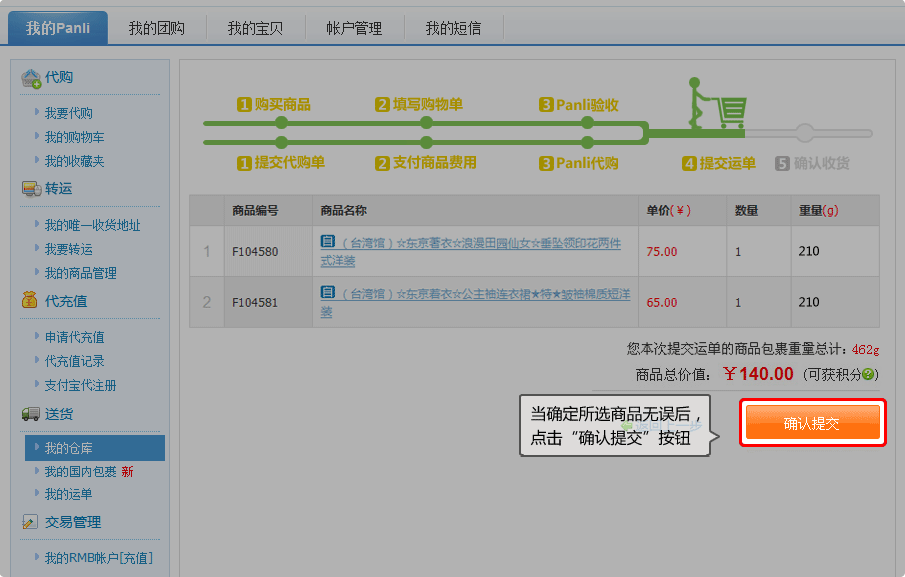 我的Panli 我的团购 我的宝贝 帐户管理 我的短信
代购
我要代购
我的购物车
我的收藏夹
转运
我的唯一收货地址
我要转运
我的商品管理
代充值
申请代充值
代充值记录
支付宝代注册
送货
我的仓库
我的国内包裹 新
我的运单
交易管理
我的RMB帐户[充值]
1 购买商品 2 填写购物单 3 Panli验收
1 提交代购单 2 支付商品费用 3 Panli代购 4 提交运单 5 确认收货
商品编号 商品名称 单价(¥) 数量 重量(g)
1 F104580 (台湾馆)☆东京著衣☆浪漫田园仙女☆垂坠领印花两件 75.00 1 210
式洋装
2 F104581 (台湾馆)☆东京着衣☆公主袖连衣裙★特★皱袖棉质短洋 65.00 1 210
装
您本次提交运单的商品包裹重量总计：462g
商品总价值：￥140.00 (可获积分?)
当确定所选商品无误后，
点击“确认提交”按钮
返回上一步
确认提交